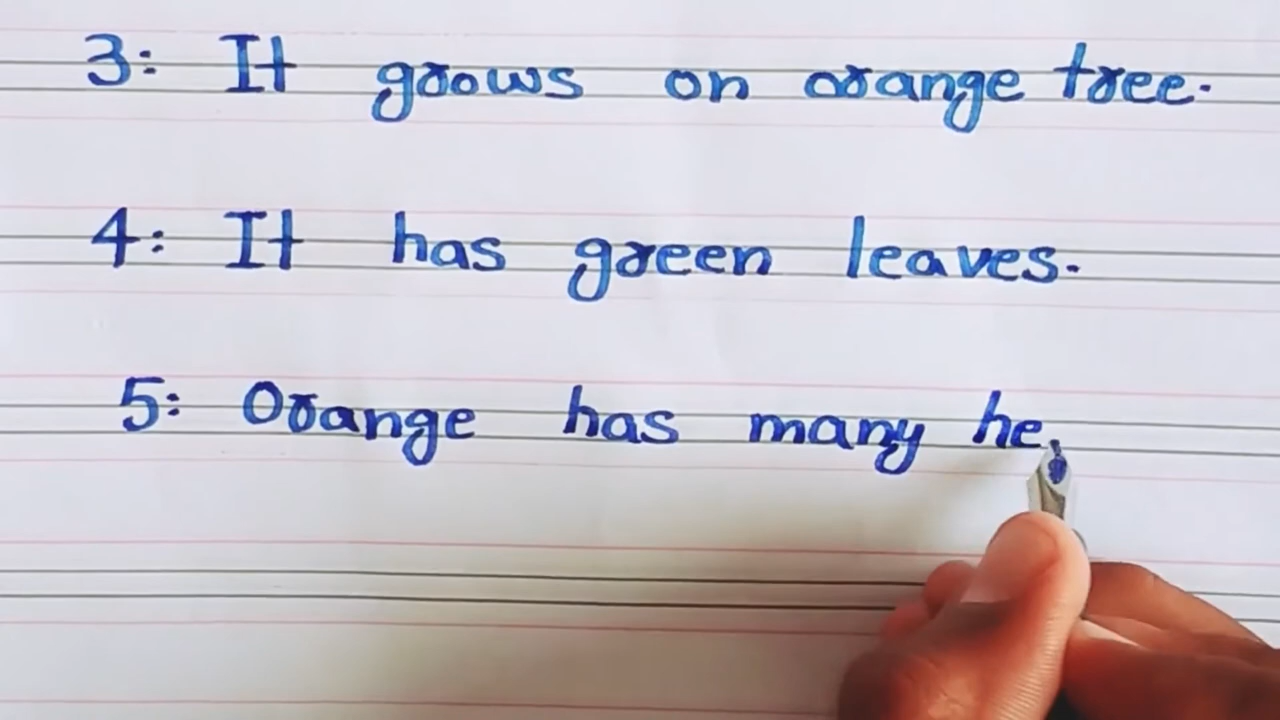 3: It grows on orange tree.
4: It has green leaves.
5: Orange has many he